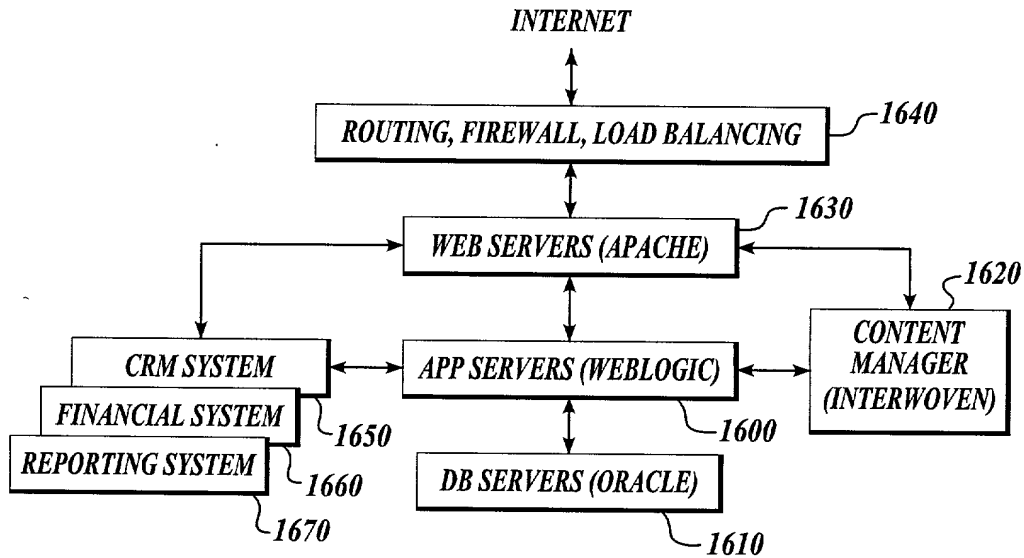 INTERNET
ROUTING, FIREWALL, LOAD BALANCING
1640
WEB SERVERS (APACHE)
1630
CRM SYSTEM
1650
FINANCIAL SYSTEM
1660
REPORTING SYSTEM
1670
APP SERVERS (WEBLOGIC)
1600
CONTENT
MANAGER
(INTERWOVEN)
1620
DB SERVERS (ORACLE)
1610